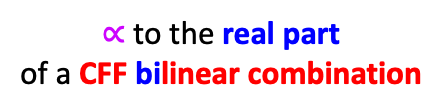 ∝ to the real part
of a CFF bilinear combination